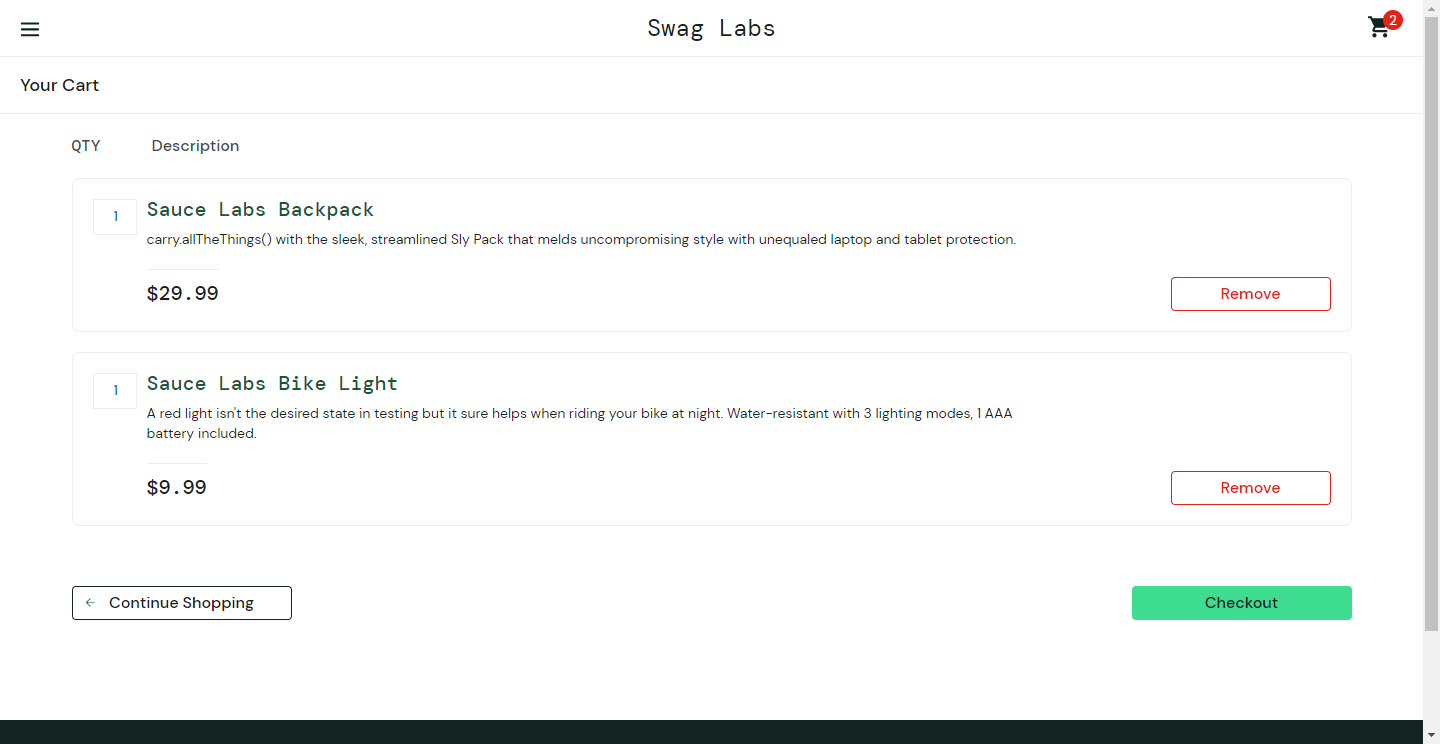 Swag Labs
2
Your Cart
QTY Description
1
Sauce Labs Backpack
carry.allTheThings() with the sleek, streamlined Sly Pack that melds uncompromising style with unequaled laptop and tablet protection.
$29.99
Remove
1
Sauce Labs Bike Light
A red light isn't the desired state in testing but it sure helps when riding your bike at night. Water-resistant with 3 lighting modes, 1 AAA
battery included.
$9.99
Remove
Continue Shopping
Checkout